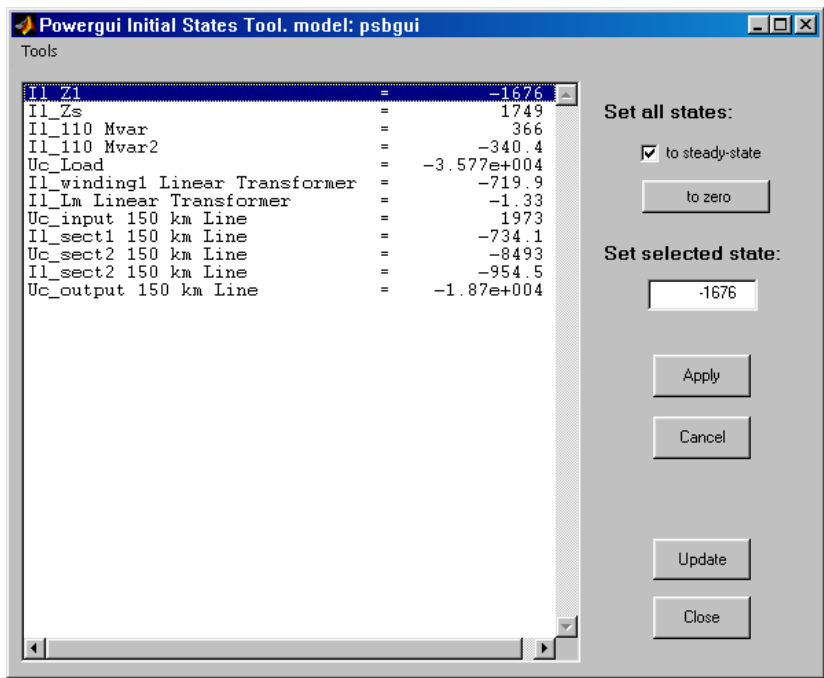 Powergui Initial States Tool. model: psbgui
Tools
Il_Z1 = -1676
Il_Zs = 1749
Il_110 Mvar = 366
Il_110 Mvar2 = -340.4
Uc_Load = -3.577e+004
Il_winding1 Linear Transformer = -719.9
Il_Lm Linear Transformer = -1.33
Uc_input 150 km Line = 1973
Il_sect1 150 km Line = -734.1
Uc_sect2 150 km Line = -8493
Il_sect2 150 km Line = -954.5
Uc_output 150 km Line = -1.87e+004
Set all states:
to steady-state
to zero
Set selected state:
-1676
Apply
Cancel
Update
Close